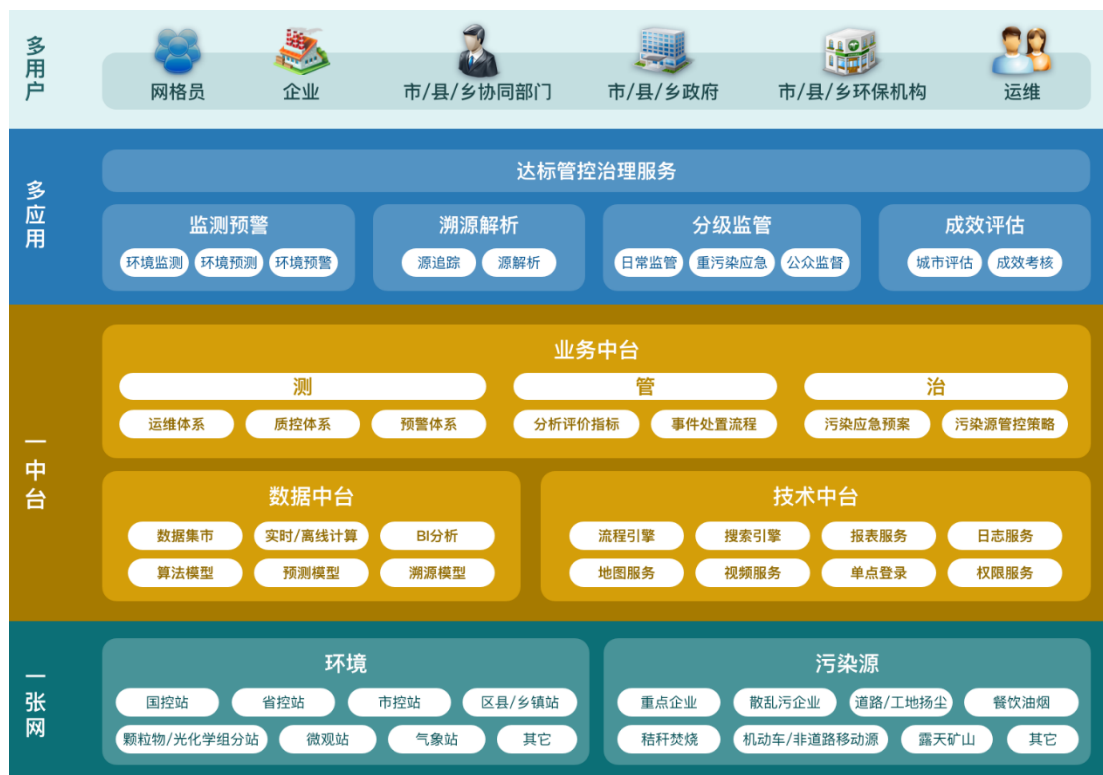 多用户
网格员 企业 市/县/乡协同部门 市/县/乡政府 市/县/乡环保机构 运维
多应用
达标管控治理服务
监测预警 溯源解析 分级监管 成效评估
环境监测 环境预测 环境预警 源追踪 源解析 日常监管 重污染应急 公众监督 城市评估 成效考核
一中台
业务中台
测 管 治
运维体系 质控体系 预警体系 分析评价指标 事件处置流程 污染应急预案 污染源管控策略
数据中台 技术中台
数据集市 实时/离线计算 BI分析 流程引擎 搜索引擎 报表服务 日志服务
算法模型 预测模型 溯源模型 地图服务 视频服务 单点登录 权限服务
一张网
环境 污染源
国控站 省控站 市控站 区县/乡镇站 重点企业 散乱污企业 道路/工地扬尘 餐饮油烟
颗粒物/光化学组分站 微观站 气象站 其它 秸秆焚烧 机动车/非道路移动源 露天矿山 其它